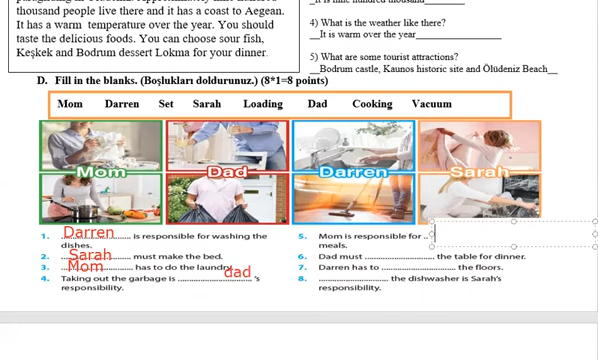 thousand people live there and it has a coast to Aegean.
It has a warm temperature over the year. You should
taste the delicious foods. You can choose sour fish,
Keşkek and Bodrum dessert Lokma for your dinner.
4) What is the weather like there?
__It is warm over the year________________
5) What are some tourist attractions?
__Bodrum castle, Kaunos historic site and Ölüdeniz Beach__
D. Fill in the blanks. (Boşlukları doldurunuz.) (8*1=8 points)
Mom Darren Set Sarah Loading Dad Cooking Vacuum
Mom Dad Darren Sarah
1. Darren is responsible for washing the
dishes.
2. Sarah must make the bed.
3. Mom has to do the laundry
4. Taking out the garbage is dad 's
responsibility.
5. Mom is responsible for ..
meals.
6. Dad must .............................. the table for dinner.
7. Darren has to .............................. the floors.
8. .............................. the dishwasher is Sarah's
responsibility.